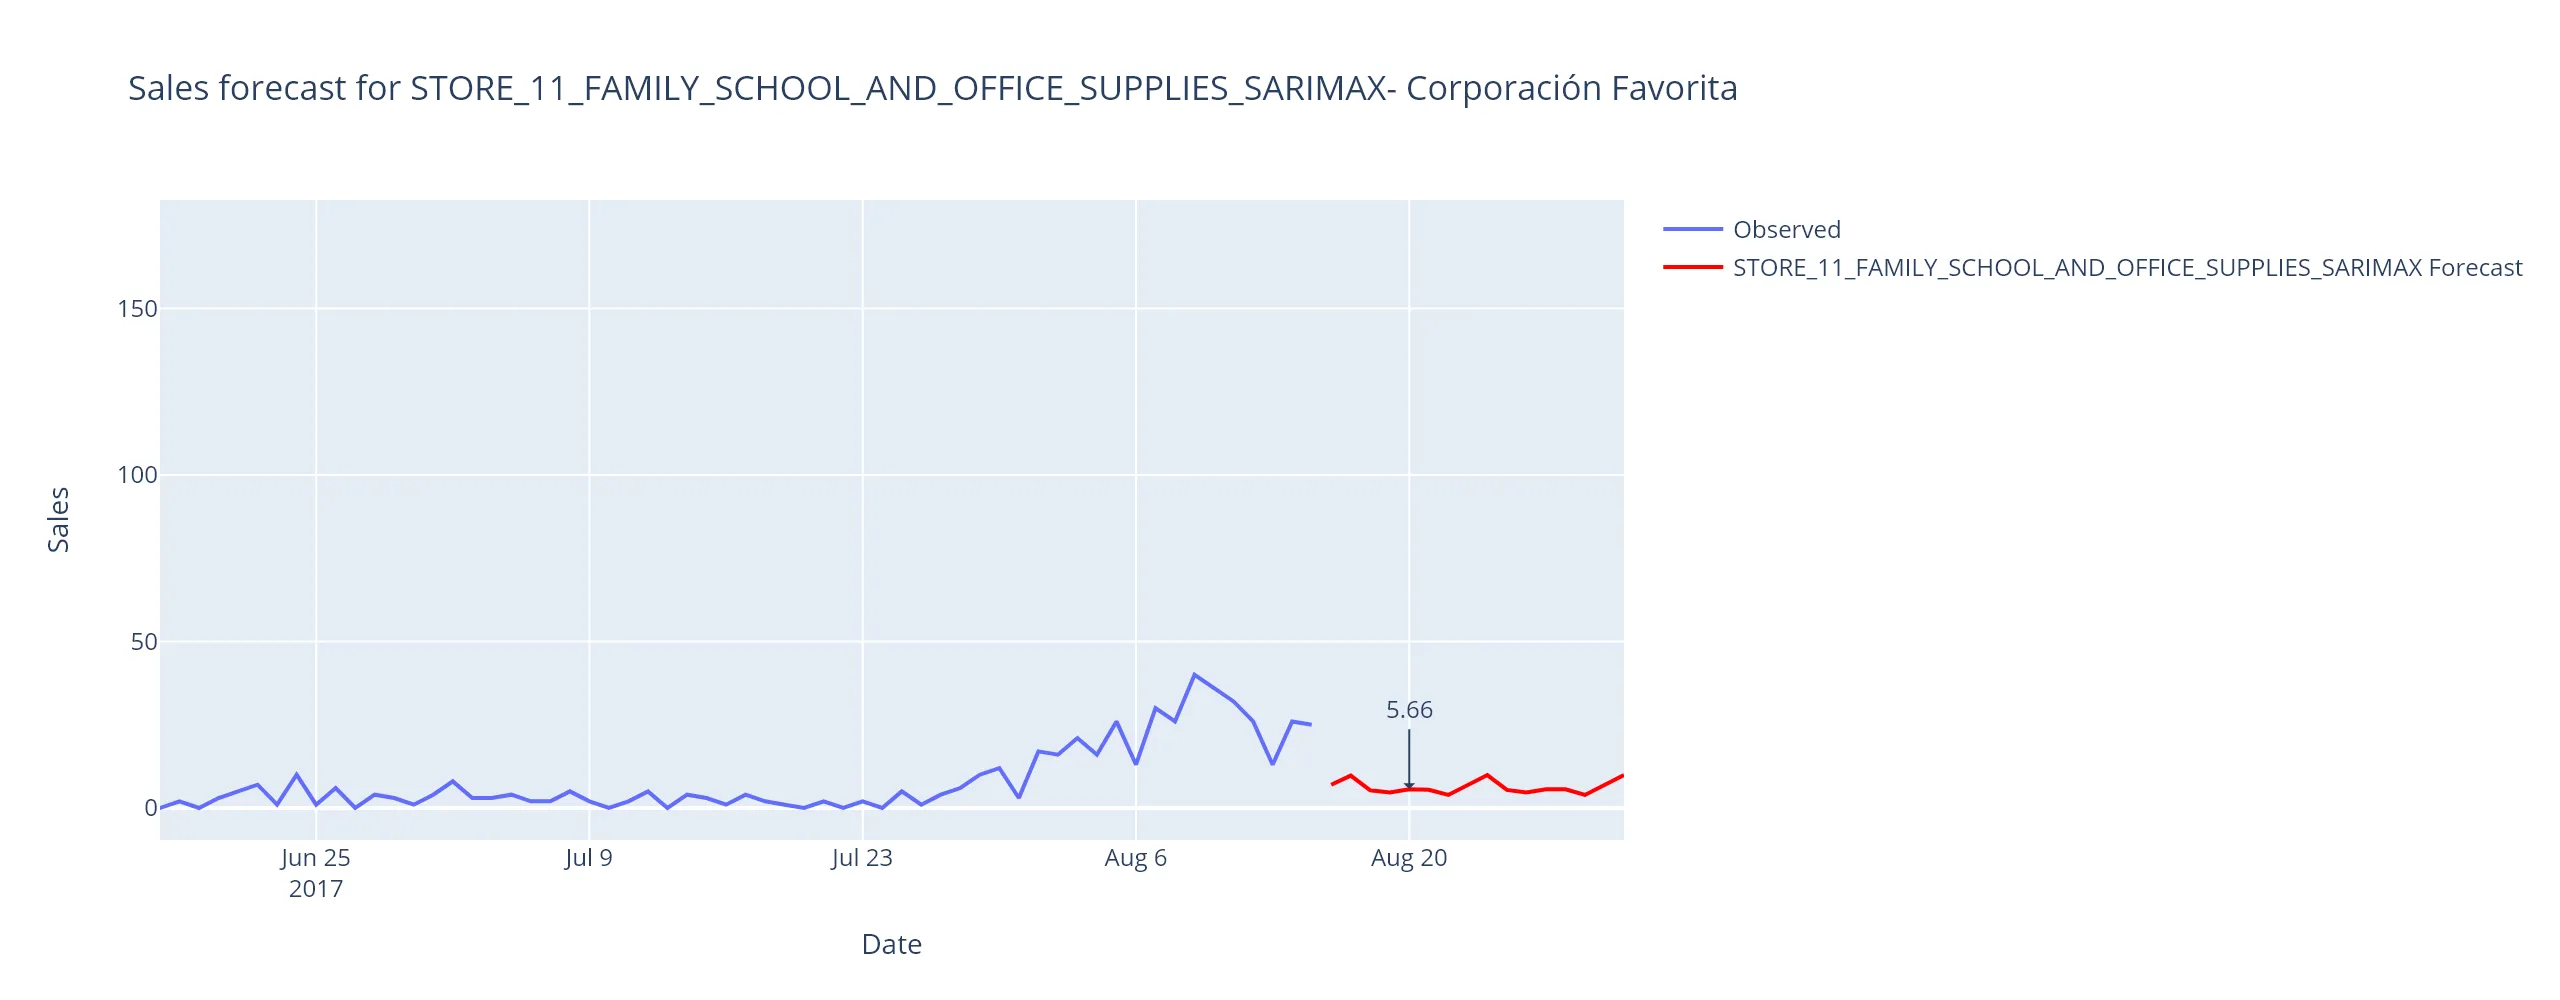 Sales forecast for STORE_11_FAMILY_SCHOOL_AND_OFFICE_SUPPLIES_SARIMAX- Corporación Favorita
Observed
STORE_11_FAMILY_SCHOOL_AND_OFFICE_SUPPLIES_SARIMAX Forecast
150
100
50
0
Sales
5.66
Jun 25
2017
Jul 9
Jul 23
Aug 6
Aug 20
Date